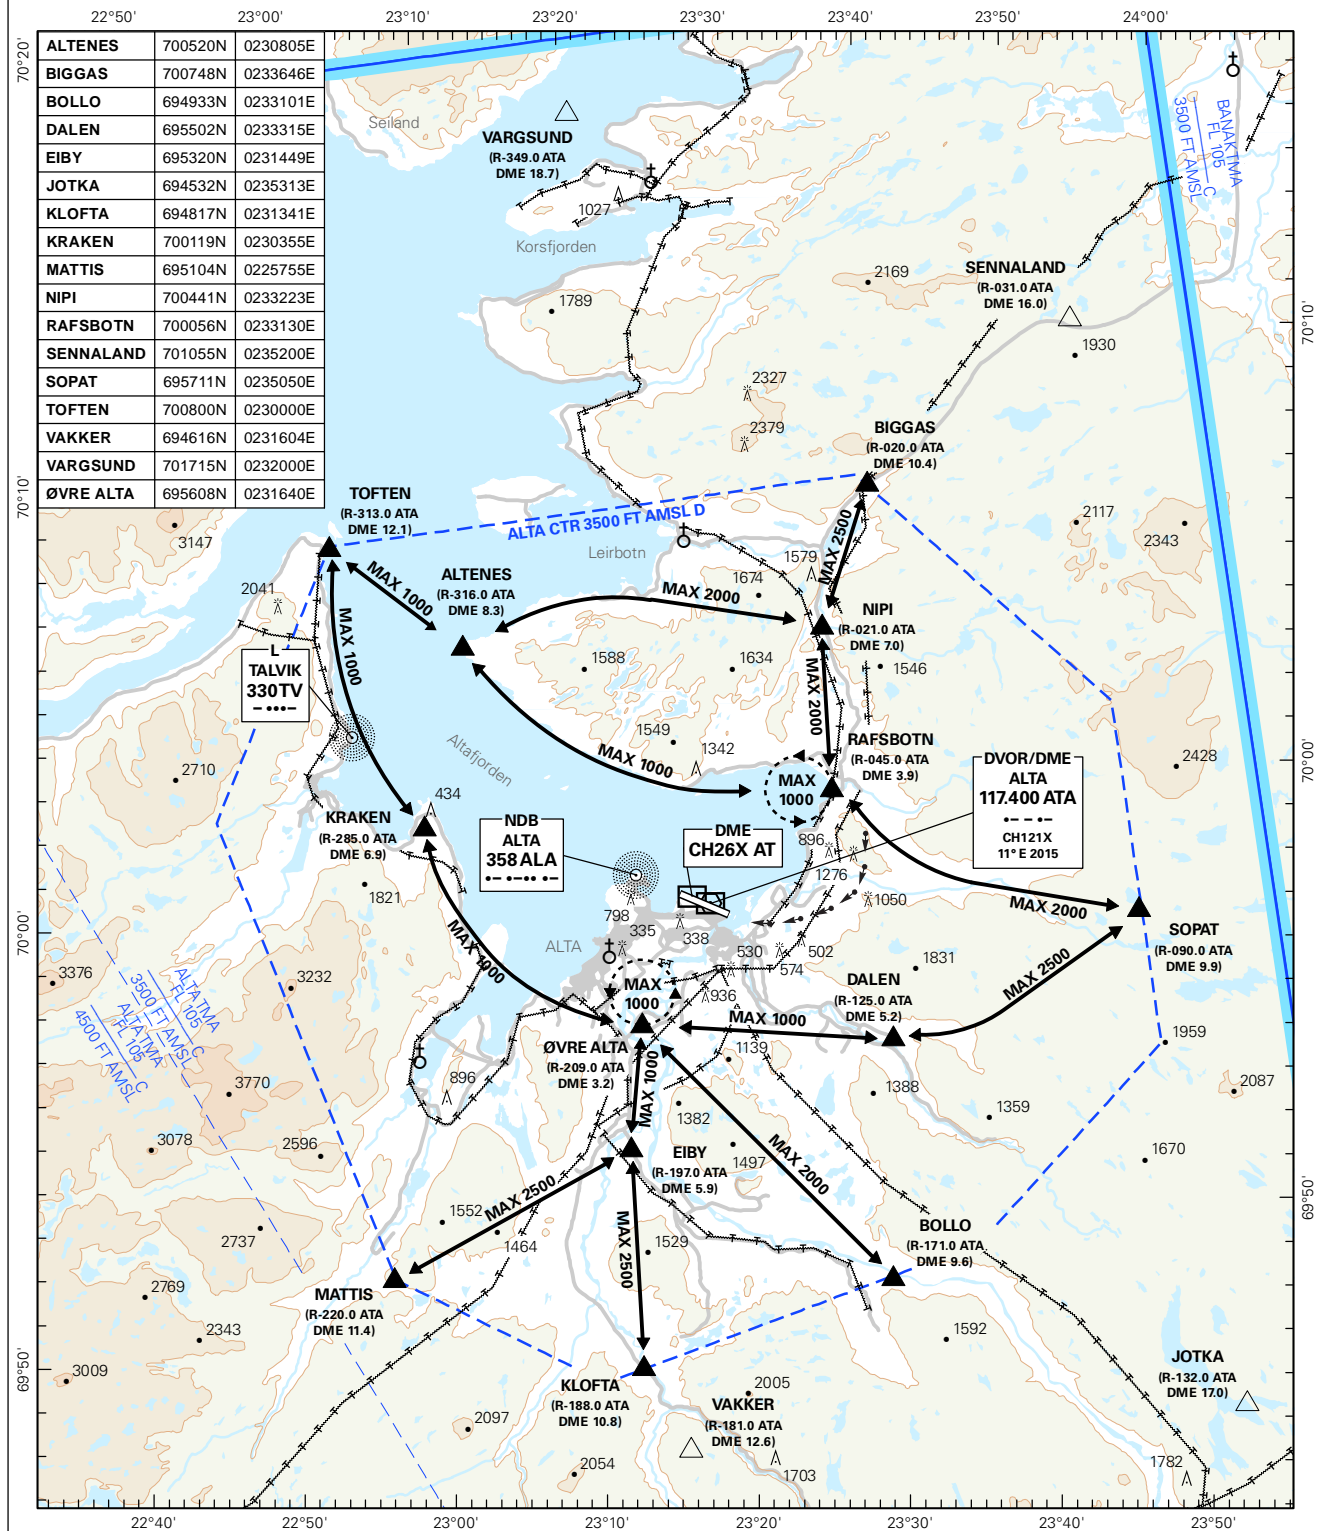 22°50' 23°00' 23°10' 23°20' 23°30' 23°40' 23°50' 24°00'
70°20'
ALTENES 700520N 0230805E
BIGGAS 700748N 0233646E
BOLLO 694933N 0233101E
DALEN 695502N 0233315E
EIBY 695320N 0231449E
JOTKA 694532N 0235313E
KLOFTA 694817N 0231341E
KRAKEN 700119N 0230355E
MATTIS 695104N 0225755E
NIPI 700441N 0233223E
RAFSBOTN 700056N 0233130E
SENNALAND 701055N 0235200E
SOPAT 695711N 0235050E
TOFTEN 700800N 0230000E
VAKKER 694616N 0231604E
VARGSUND 701715N 0232000E
ØVRE ALTA 695608N 0231640E
Seiland
VARGSUND
(R-349.0 ATA
DME 18.7)
1027
Korsfjorden
1789
BANAKTMA
FL 105
C
3500 FT AMSL
2169
SENNALAND
(R-031.0 ATA
DME 16.0)
70°10'
1930
2327
2379
BIGGAS
(R-020.0 ATA
DME 10.4)
70°10'
TOFTEN
(R-313.0 ATA
DME 12.1)
ALTA CTR 3500 FT AMSL D
3147
2117
2343
Leirbotn
1579
MAX 2500
2041
MAX 1000
ALTENES
(R-316.0 ATA
DME 8.3)
1674
MAX 2000
NIPI
(R-021.0 ATA
DME 7.0)
MAX 1000
L
TALVIK
330 TV
1588
1634
1546
MAX 2000
1549
1342
MAX 1000
Altafjorden
RAFSBOTN
(R-045.0 ATA
DME 3.9)
MAX
1000
DVOR/DME
ALTA
117.400 ATA
CH121X
11° E 2015
2710
2428
70°00'
434
KRAKEN
(R-285.0 ATA
DME 6.9)
NDB
ALTA
358 ALA
DME
CH26X AT
896
1276
1050
1821
MAX 1000
798
335
338
530
574
502
MAX 2000
SOPAT
(R-090.0 ATA
DME 9.9)
70°00'
ALTA
MAX
1000
936
MAX 2500
1831
DALEN
(R-125.0 ATA
DME 5.2)
3376
3232
ALTATMA
FL 105
C
3500 FT AMSL
ALTATMA
FL 105
C
4500 FT AMSL
MAX 1000
ØVRE ALTA
(R-209.0 ATA
DME 3.2)
1139
1959
2087
896
3770
MAX 1000
1382
1388
1359
3078
2596
EIBY
(R-197.0 ATA
DME 5.9)
1497
MAX 2000
1670
MAX 2500
69°50'
1552
1464
2737
MAX 2500
1529
BOLLO
(R-171.0 ATA
DME 9.6)
2769
MATTIS
(R-220.0 ATA
DME 11.4)
2343
1592
69°50'
3009
KLOFTA
(R-188.0 ATA
DME 10.8)
2005
VAKKER
(R-181.0 ATA
DME 12.6)
JOTKA
(R-132.0 ATA
DME 17.0)
2097
2054
1703
1782
22°40' 22°50' 23°00' 23°10' 23°20' 23°30' 23°40' 23°50'